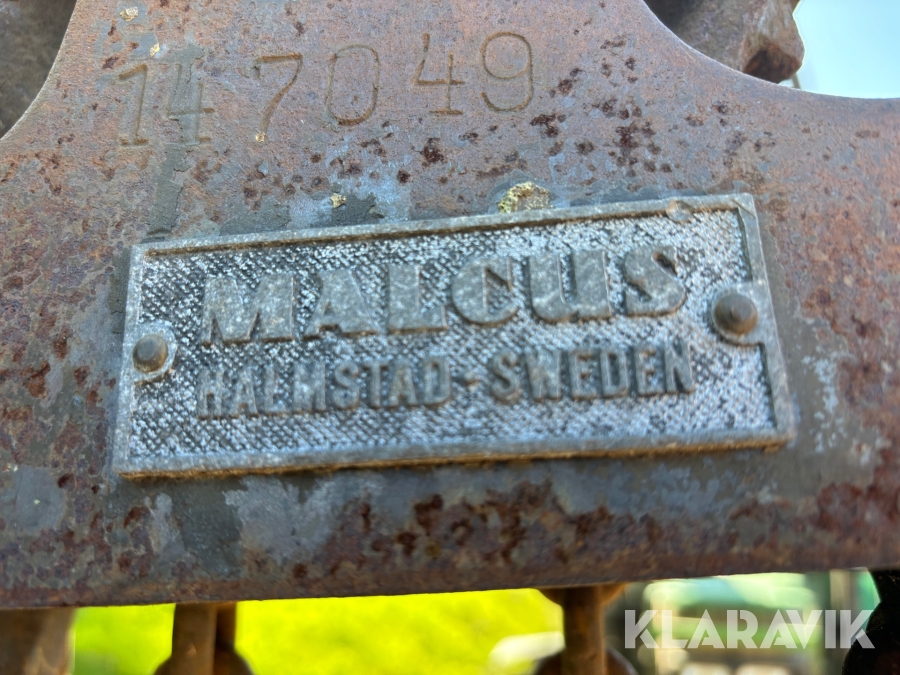 147049
MALCUS
HALMSTAD-SWEDEN
KLARAVIK